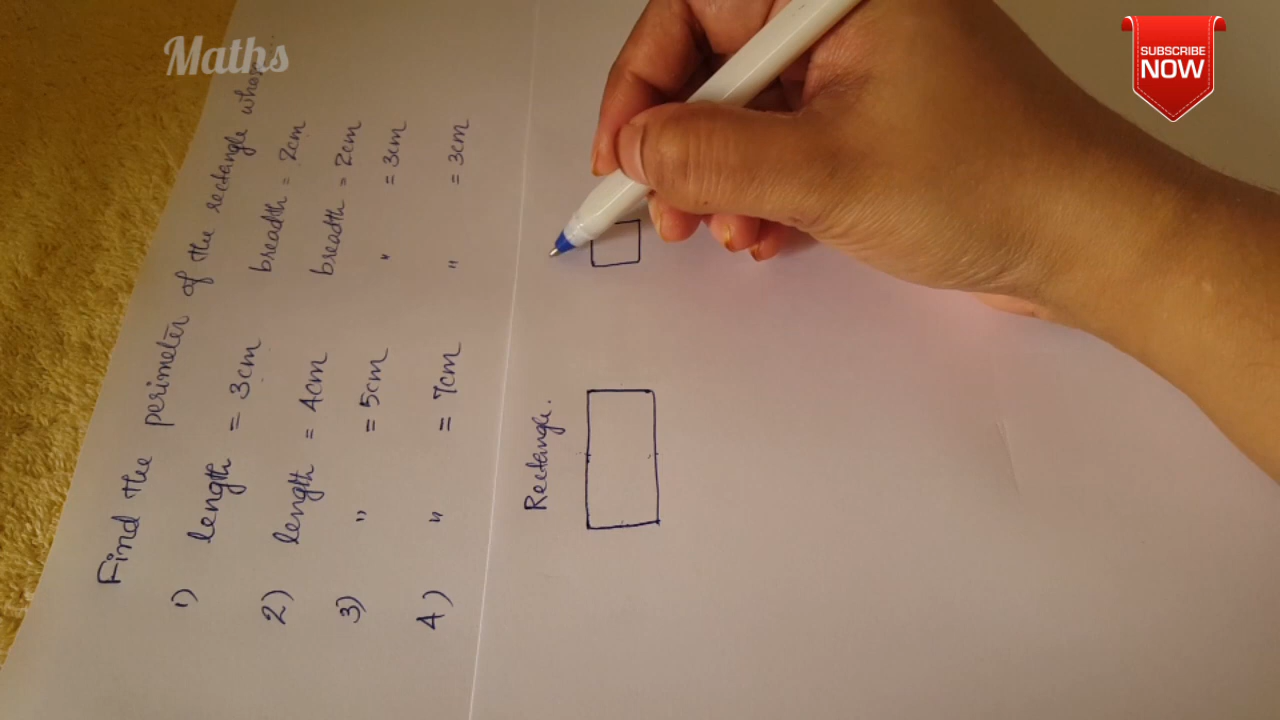 Maths
SUBSCRIBE
NOW
Find the perimeter of the rectangle whose
1) length = 3cm breadth = 2cm
2) length = 4cm breadth = 2cm
3) " = 5cm " = 3cm
4) " = 7cm " = 3cm
Rectangle.